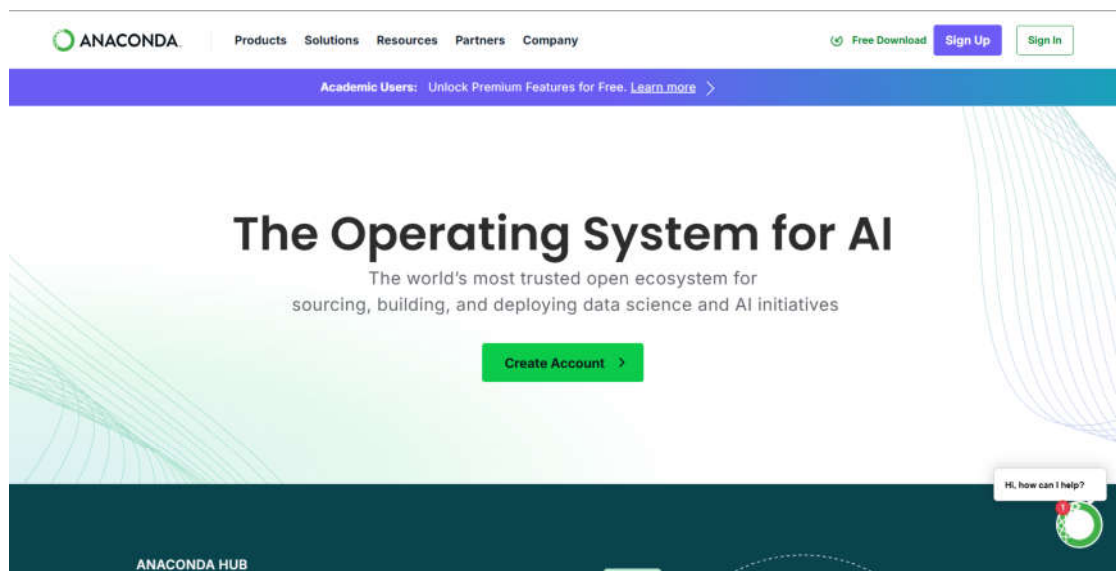 ANACONDA.
Products Solutions Resources Partners Company
Free Download
Sign Up
Sign In
Academic Users: Unlock Premium Features for Free. Learn more
The Operating System for AI
The world's most trusted open ecosystem for
sourcing, building, and deploying data science and AI initiatives
Create Account
Hi, how can I help?
1
ANACONDA HUB